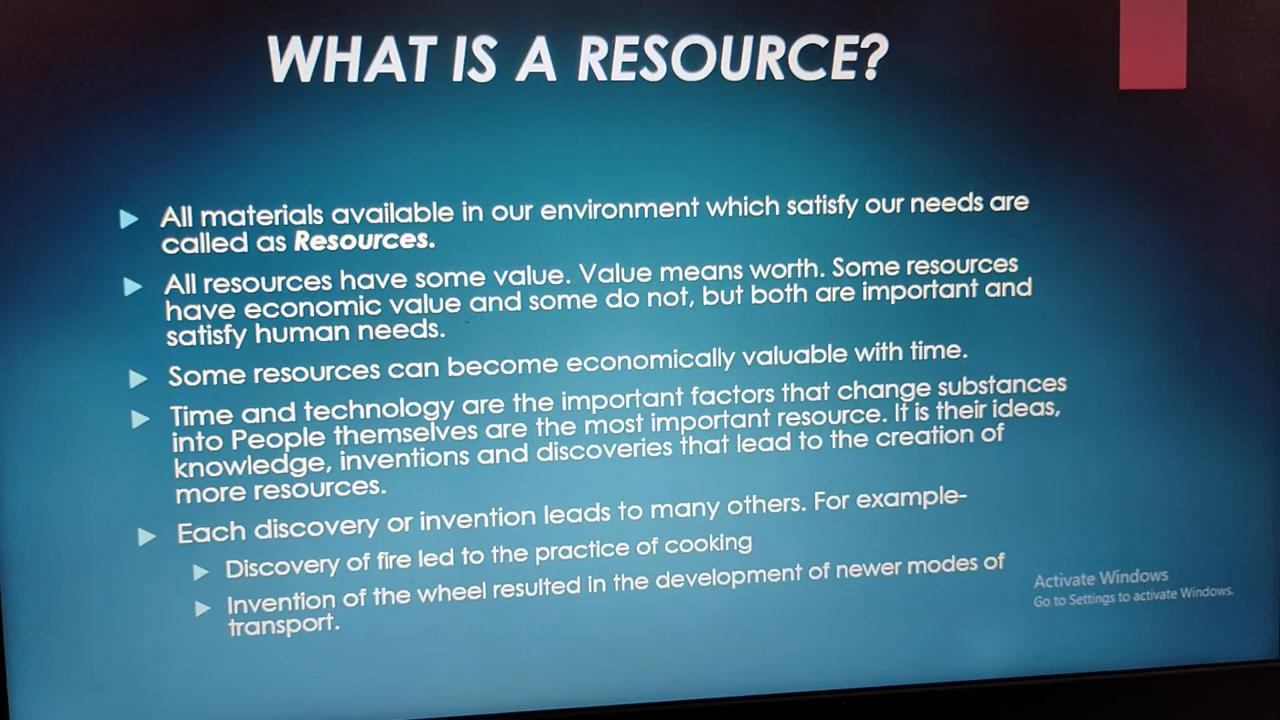 WHAT IS A RESOURCE?
All materials available in our environment which satisfy our needs are
called as Resources.
All resources have some value. Value means worth. Some resources
have economic value and some do not, but both are important and
satisfy human needs.
Some resources can become economically valuable with time.
Time and technology are the important factors that change substances
into People themselves are the most important resource. It is their ideas,
knowledge, inventions and discoveries that lead to the creation of
more resources.
Each discovery or invention leads to many others. For example-
Discovery of fire led to the practice of cooking
Invention of the wheel resulted in the development of newer modes of
transport.
Activate Windows
Go to Settings to activate Windows.